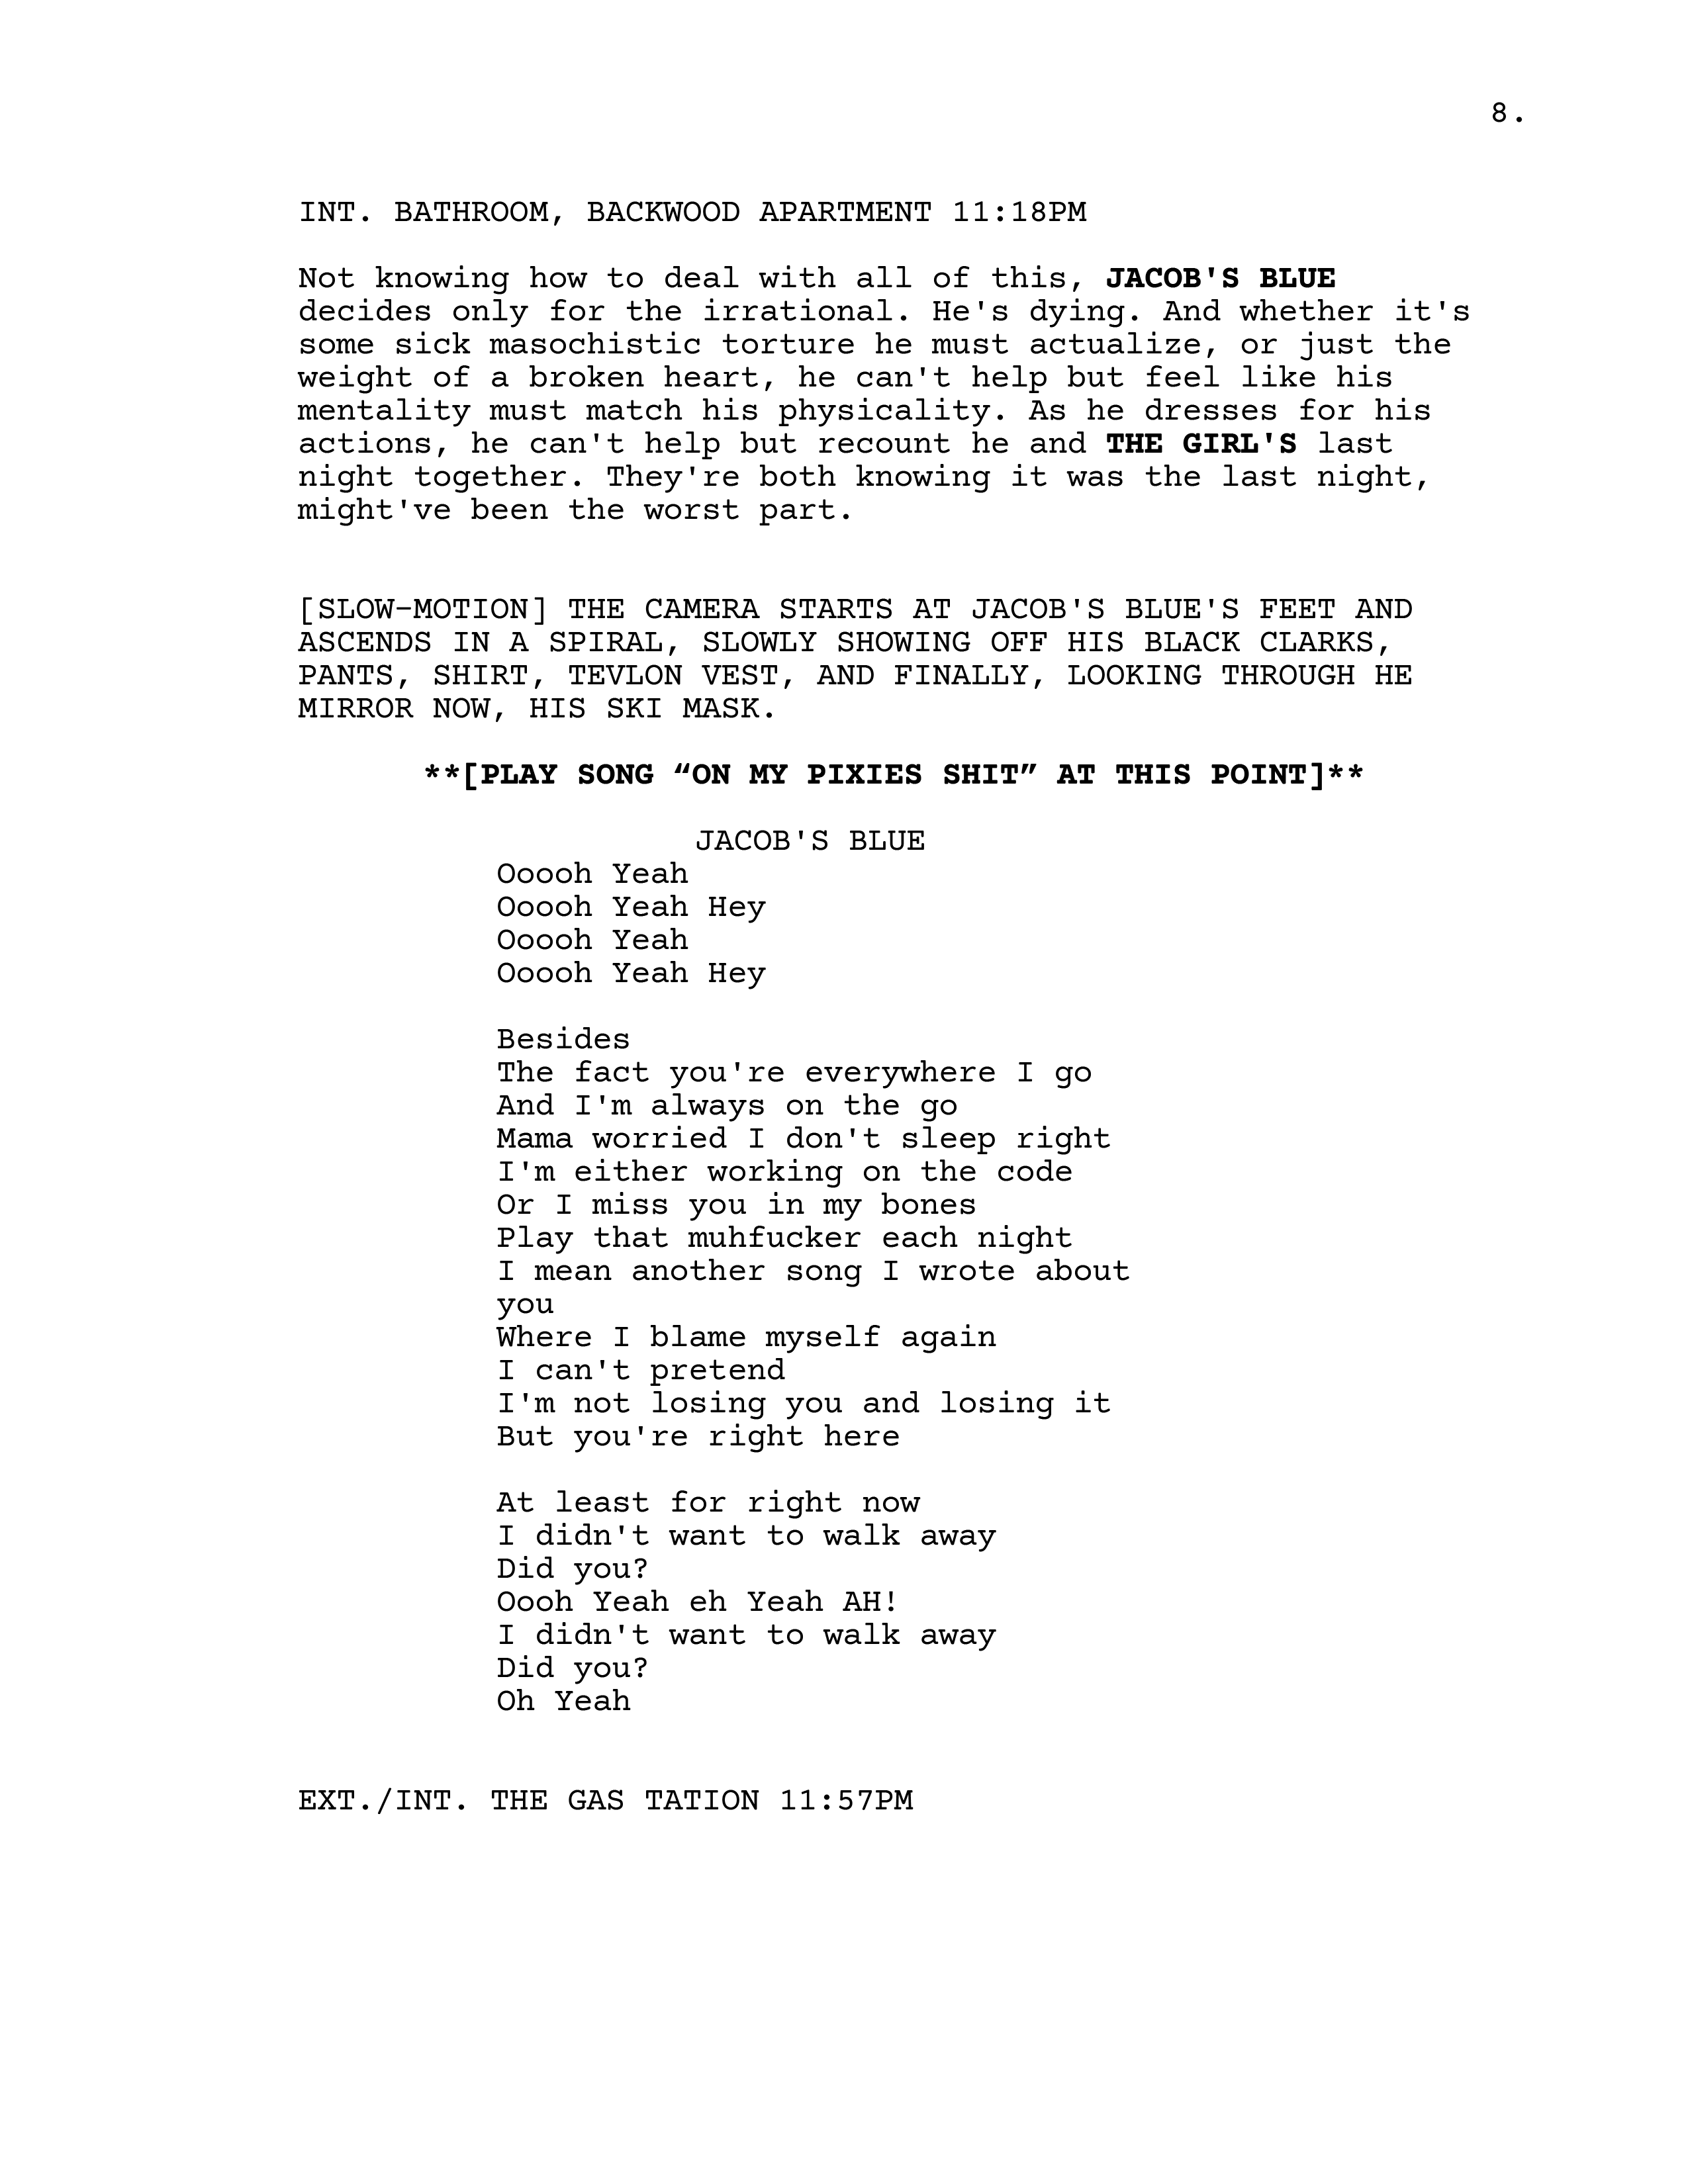 8.
INT. BATHROOM, BACKWOOD APARTMENT 11:18PM
Not knowing how to deal with all of this, JACOB'S BLUE
decides only for the irrational. He's dying. And whether it's
some sick masochistic torture he must actualize, or just the
weight of a broken heart, he can't help but feel like his
mentality must match his physicality. As he dresses for his
actions, he can't help but recount he and THE GIRL'S last
night together. They're both knowing it was the last night,
might've been the worst part.
[SLOW-MOTION] THE CAMERA STARTS AT JACOB'S BLUE'S FEET AND
ASCENDS IN A SPIRAL, SLOWLY SHOWING OFF HIS BLACK CLARKS,
PANTS, SHIRT, TEVLON VEST, AND FINALLY, LOOKING THROUGH HE
MIRROR NOW, HIS SKI MASK.
**[PLAY SONG “ON MY PIXIES SHIT” AT THIS POINT]**
JACOB'S BLUE
Ooooh Yeah
Ooooh Yeah Hey
Ooooh Yeah
Ooooh Yeah Hey
Besides
The fact you're everywhere I go
And I'm always on the go
Mama worried I don't sleep right
I'm either working on the code
Or I miss you in my bones
Play that muhfucker each night
I mean another song I wrote about
you
Where I blame myself again
I can't pretend
I'm not losing you and losing it
But you're right here
At least for right now
I didn't want to walk away
Did you?
Oooh Yeah eh Yeah AH!
I didn't want to walk away
Did you?
Oh Yeah
EXT./INT. THE GAS TATION 11:57PM